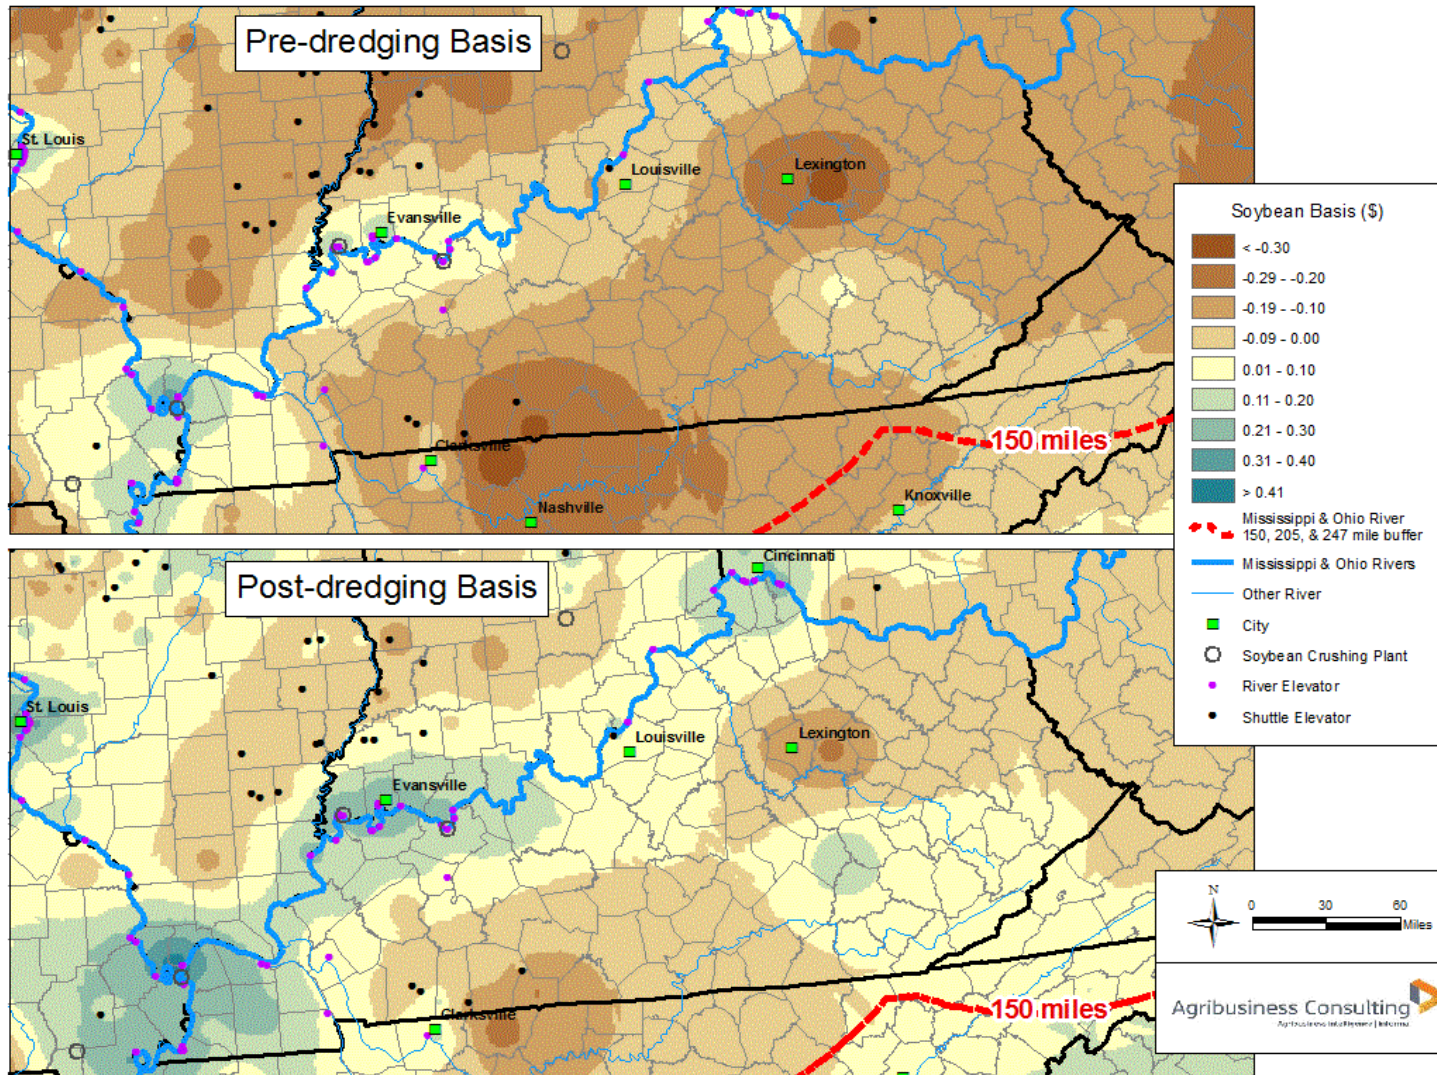 Pre-dredging Basis
St. Louis
Evansville
Louisville
Lexington
Clarksville
Nashville
Knoxville
150 miles
Post-dredging Basis
Cincinnati
St. Louis
Evansville
Louisville
Lexington
Clarksville
150 miles
Soybean Basis ($)
< -0.30
-0.29 - -0.20
-0.19 - -0.10
-0.09 - 0.00
0.01 - 0.10
0.11 - 0.20
0.21 - 0.30
0.31 - 0.40
> 0.41
Mississippi & Ohio River
150, 205, & 247 mile buffer
Mississippi & Ohio Rivers
Other River
City
Soybean Crushing Plant
River Elevator
Shuttle Elevator
N
0 30 60
Miles
Agribusiness Consulting
Agribusiness intelligence | informa